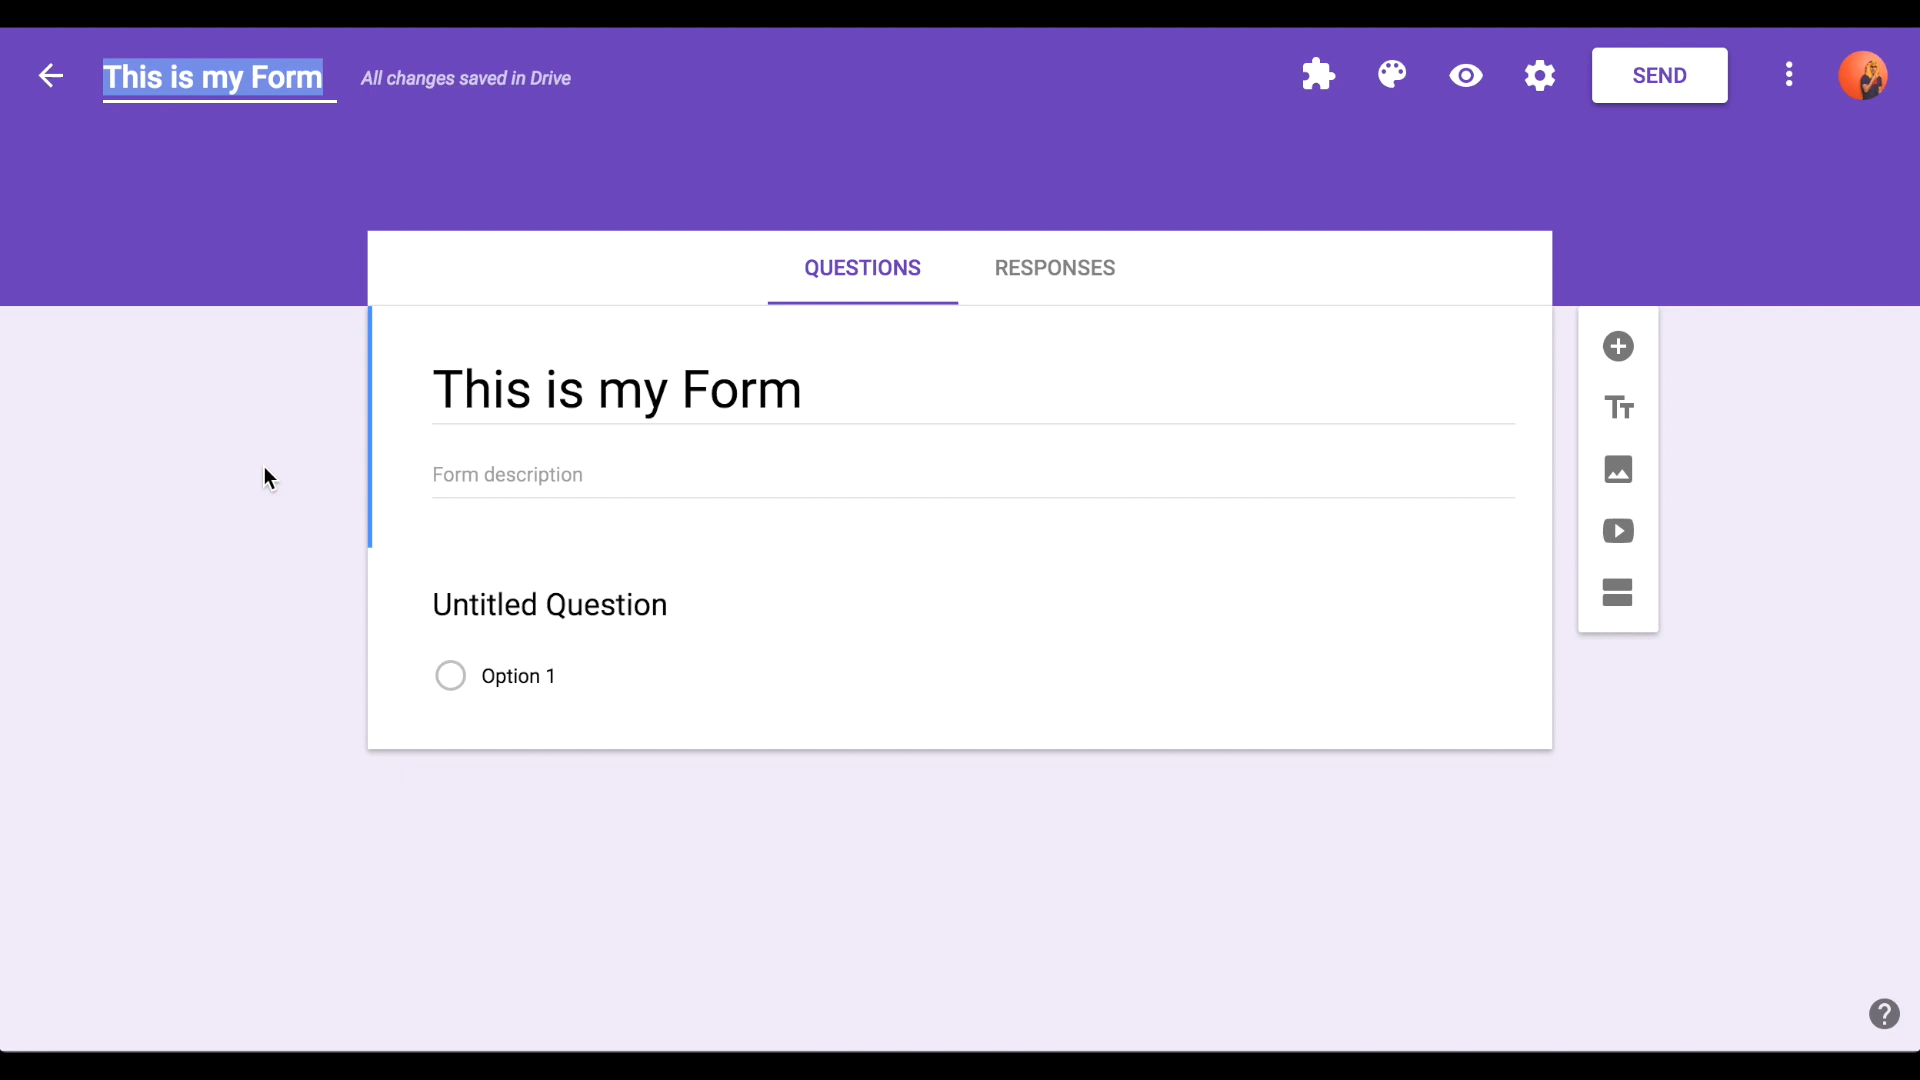 This is my Form
All changes saved in Drive
SEND
QUESTIONS
RESPONSES
This is my Form
Form description
Untitled Question
Option 1